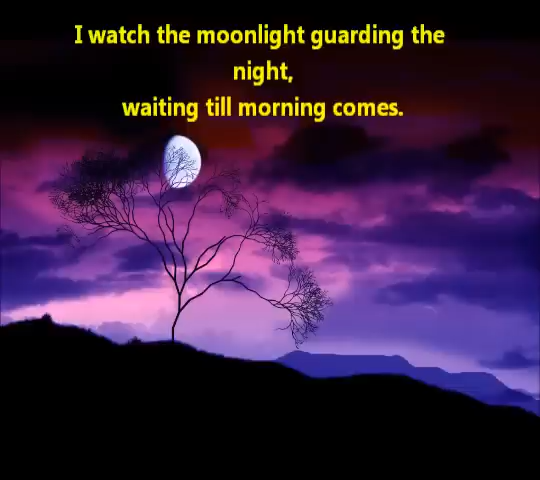 I watch the moonlight guarding the
night,
waiting till morning comes.